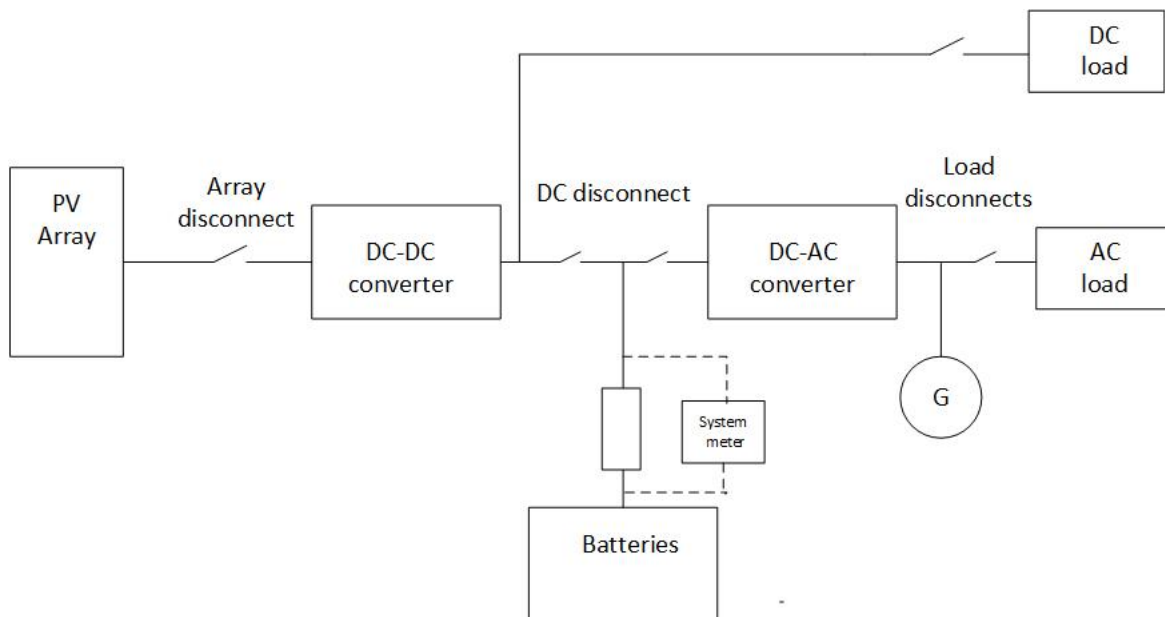 DC
load
PV
Array
Array
disconnect
DC-DC
converter
DC disconnect
DC-AC
converter
Load
disconnects
AC
load
G
System
meter
Batteries